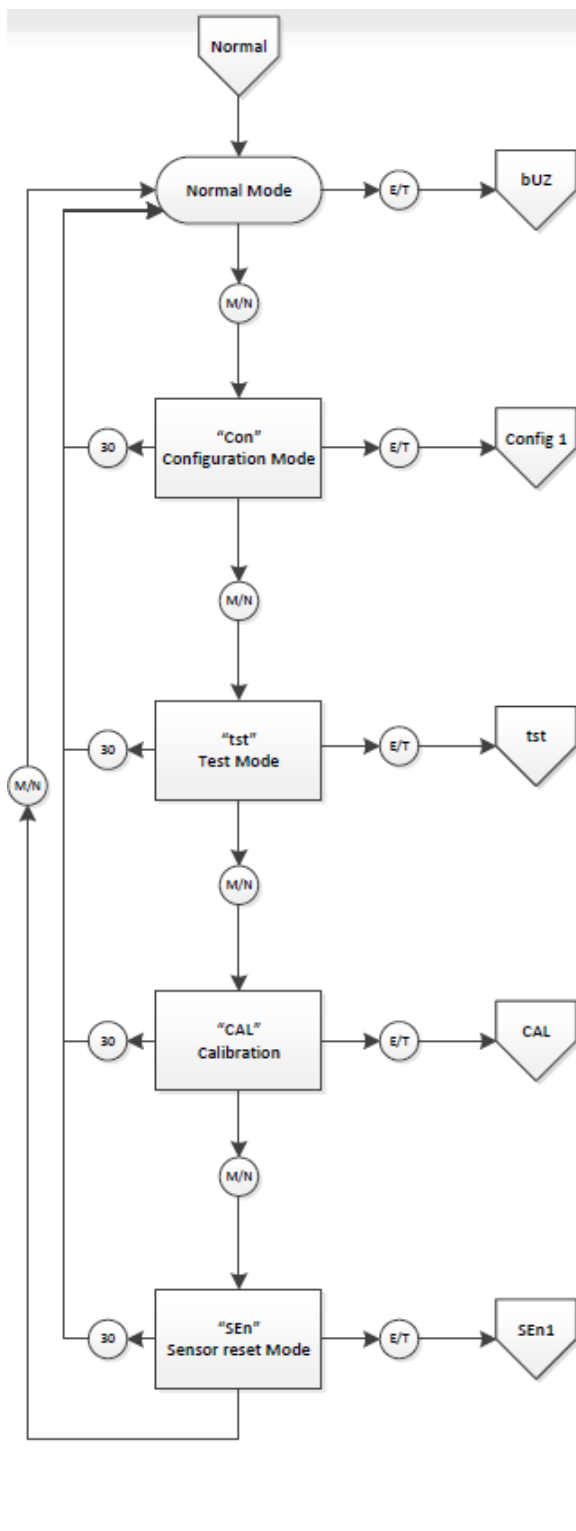 Normal
Normal Mode
E/T
bUZ
M/N
30
“Con”
Configuration Mode
E/T
Config 1
M/N
30
“tst”
Test Mode
E/T
tst
M/N
M/N
30
“CAL”
Calibration
E/T
CAL
M/N
30
“SEn”
Sensor reset Mode
E/T
SEn1